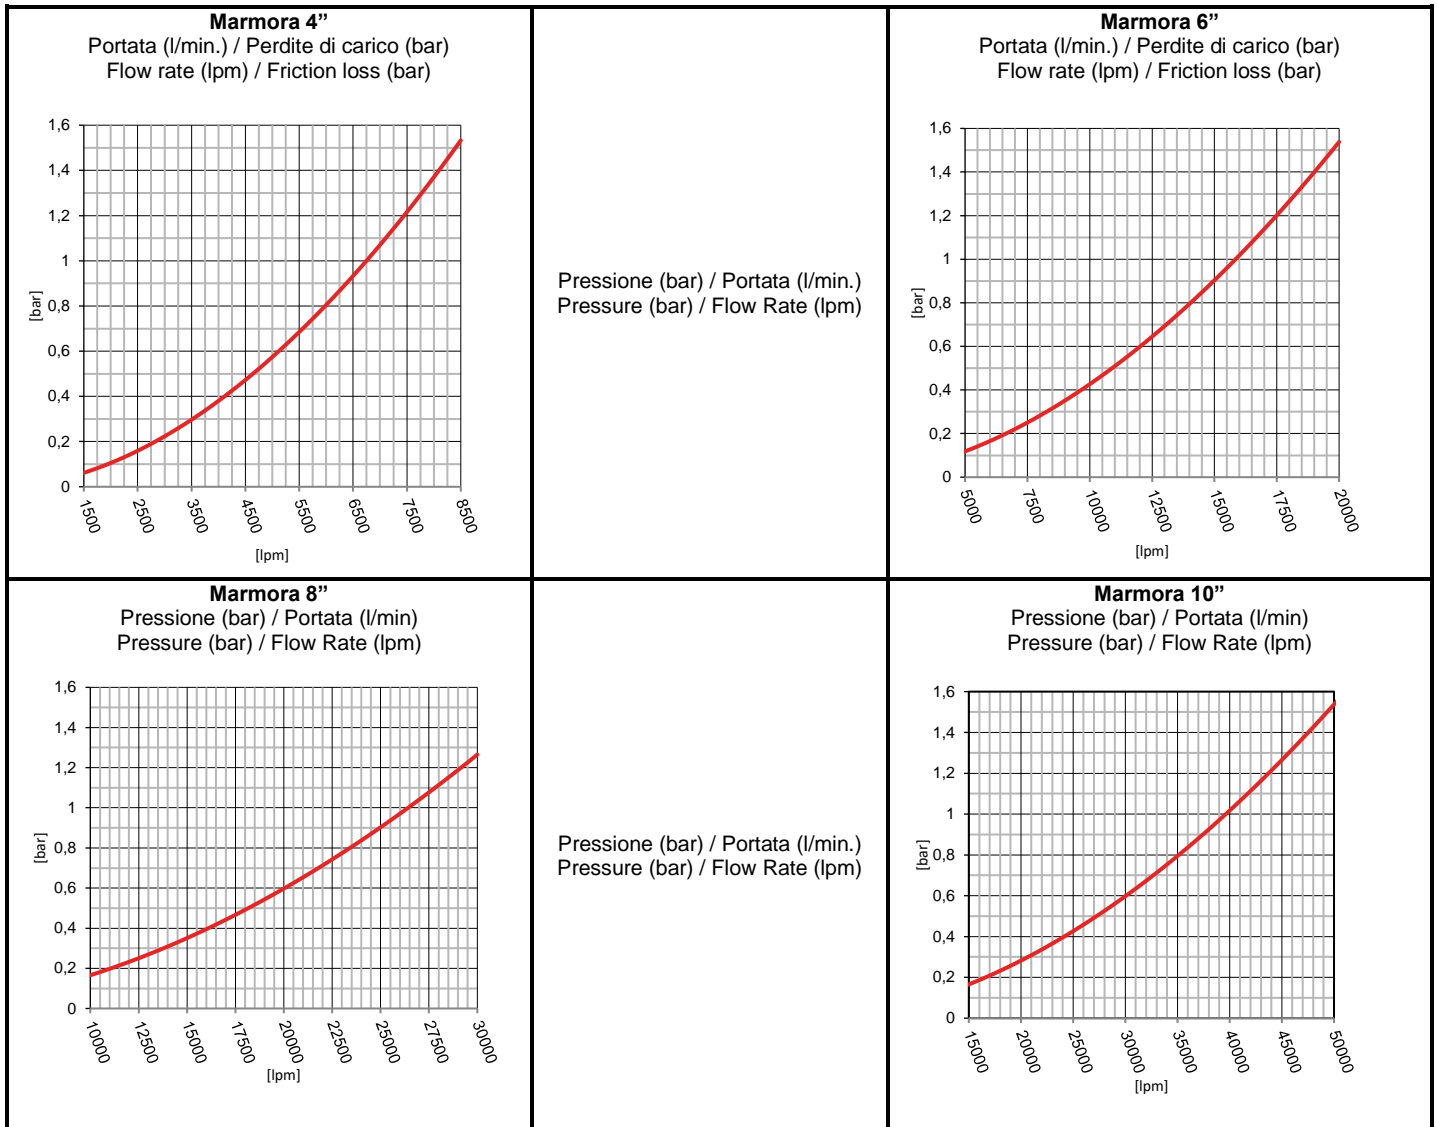 Marmora 4”
Portata (l/min.) / Perdite di carico (bar)
Flow rate (lpm) / Friction loss (bar)
1,6
1,4
1,2
1
0,8
0,6
0,4
0,2
0
[bar]
1500
2500
3500
4500
5500
6500
7500
8500
[lpm]
Pressione (bar) / Portata (l/min.)
Pressure (bar) / Flow Rate (lpm)
Marmora 6”
Portata (l/min.) / Perdite di carico (bar)
Flow rate (lpm) / Friction loss (bar)
1,6
1,4
1,2
1
0,8
0,6
0,4
0,2
0
[bar]
5000
7500
10000
12500
15000
17500
20000
[lpm]
Marmora 8”
Pressione (bar) / Portata (l/min)
Pressure (bar) / Flow Rate (lpm)
1,6
1,4
1,2
1
0,8
0,6
0,4
0,2
0
[bar]
10000
12500
15000
17500
20000
22500
25000
27500
30000
[lpm]
Pressione (bar) / Portata (l/min.)
Pressure (bar) / Flow Rate (lpm)
Marmora 10”
Pressione (bar) / Portata (l/min)
Pressure (bar) / Flow Rate (lpm)
1,6
1,4
1,2
1
0,8
0,6
0,4
0,2
0
[bar]
15000
20000
25000
30000
35000
40000
45000
50000
[lpm]